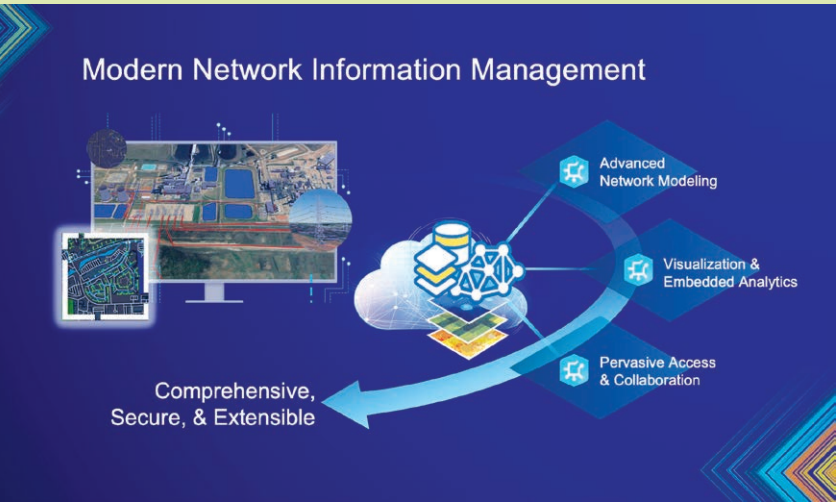 Modern Network Information Management
Advanced
Network Modeling
Visualization &
Embedded Analytics
Pervasive Access
& Collaboration
Comprehensive,
Secure, & Extensible